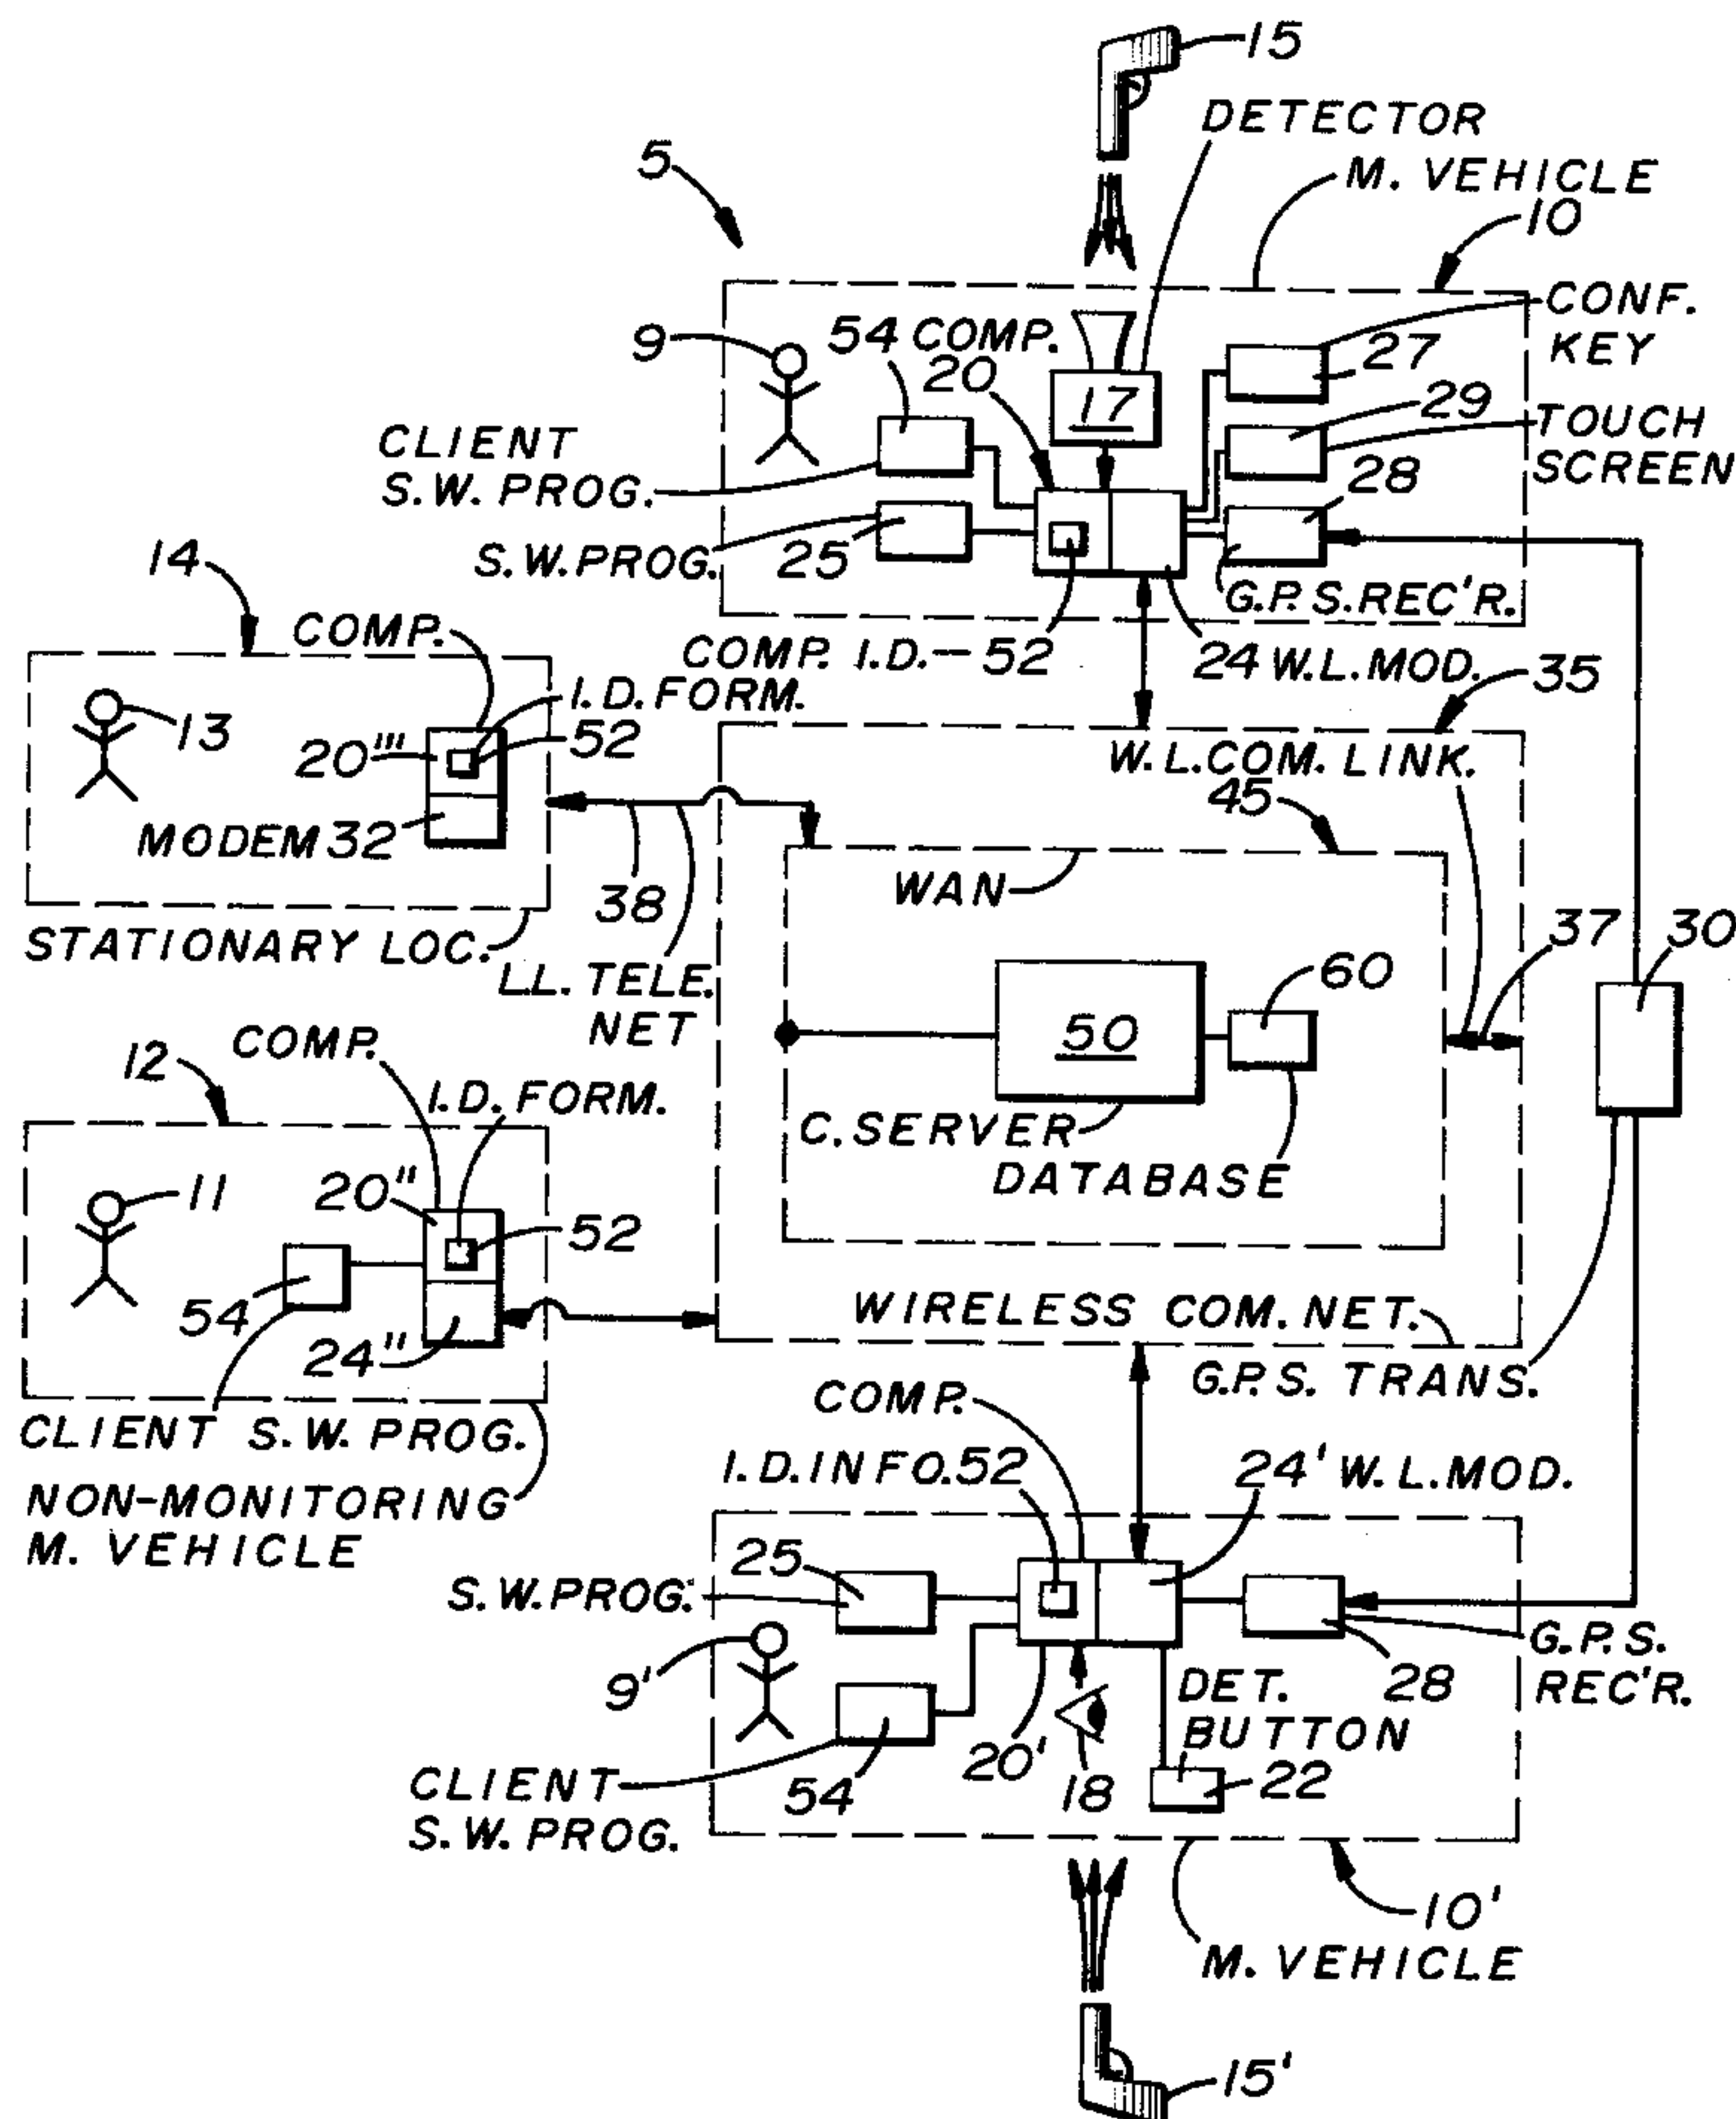 15
DETECTOR
M. VEHICLE
5
10
CONF.
KEY
9
54 COMP.
20
27
17
29
TOUCH
SCREEN
CLIENT
S.W. PROG.
28
S.W. PROG.
25
14
G.P.S. REC'R.
COMP.
COMP. I.D.-52
24 W.L. MOD.
35
I.D. FORM.
13
20'''
52
W.L. COM. LINK.
45
MODEM 32
WAN
38
37
30
STATIONARY LOC.
LL. TELE.
NET
60
50
COMP.
12
I.D. FORM.
C. SERVER
DATABASE
11
20''
52
54
24''
WIRELESS COM. NET.
G.P.S. TRANS.
COMP.
CLIENT S.W. PROG.
I.D. INFO. 52
24' W.L. MOD.
NON-MONITORING
M. VEHICLE
25
S.W. PROG.
G.P.S.
REC'R.
9'
DET.
BUTTON
28
20'
54
18
22
CLIENT
S.W. PROG.
10'
M. VEHICLE
15'